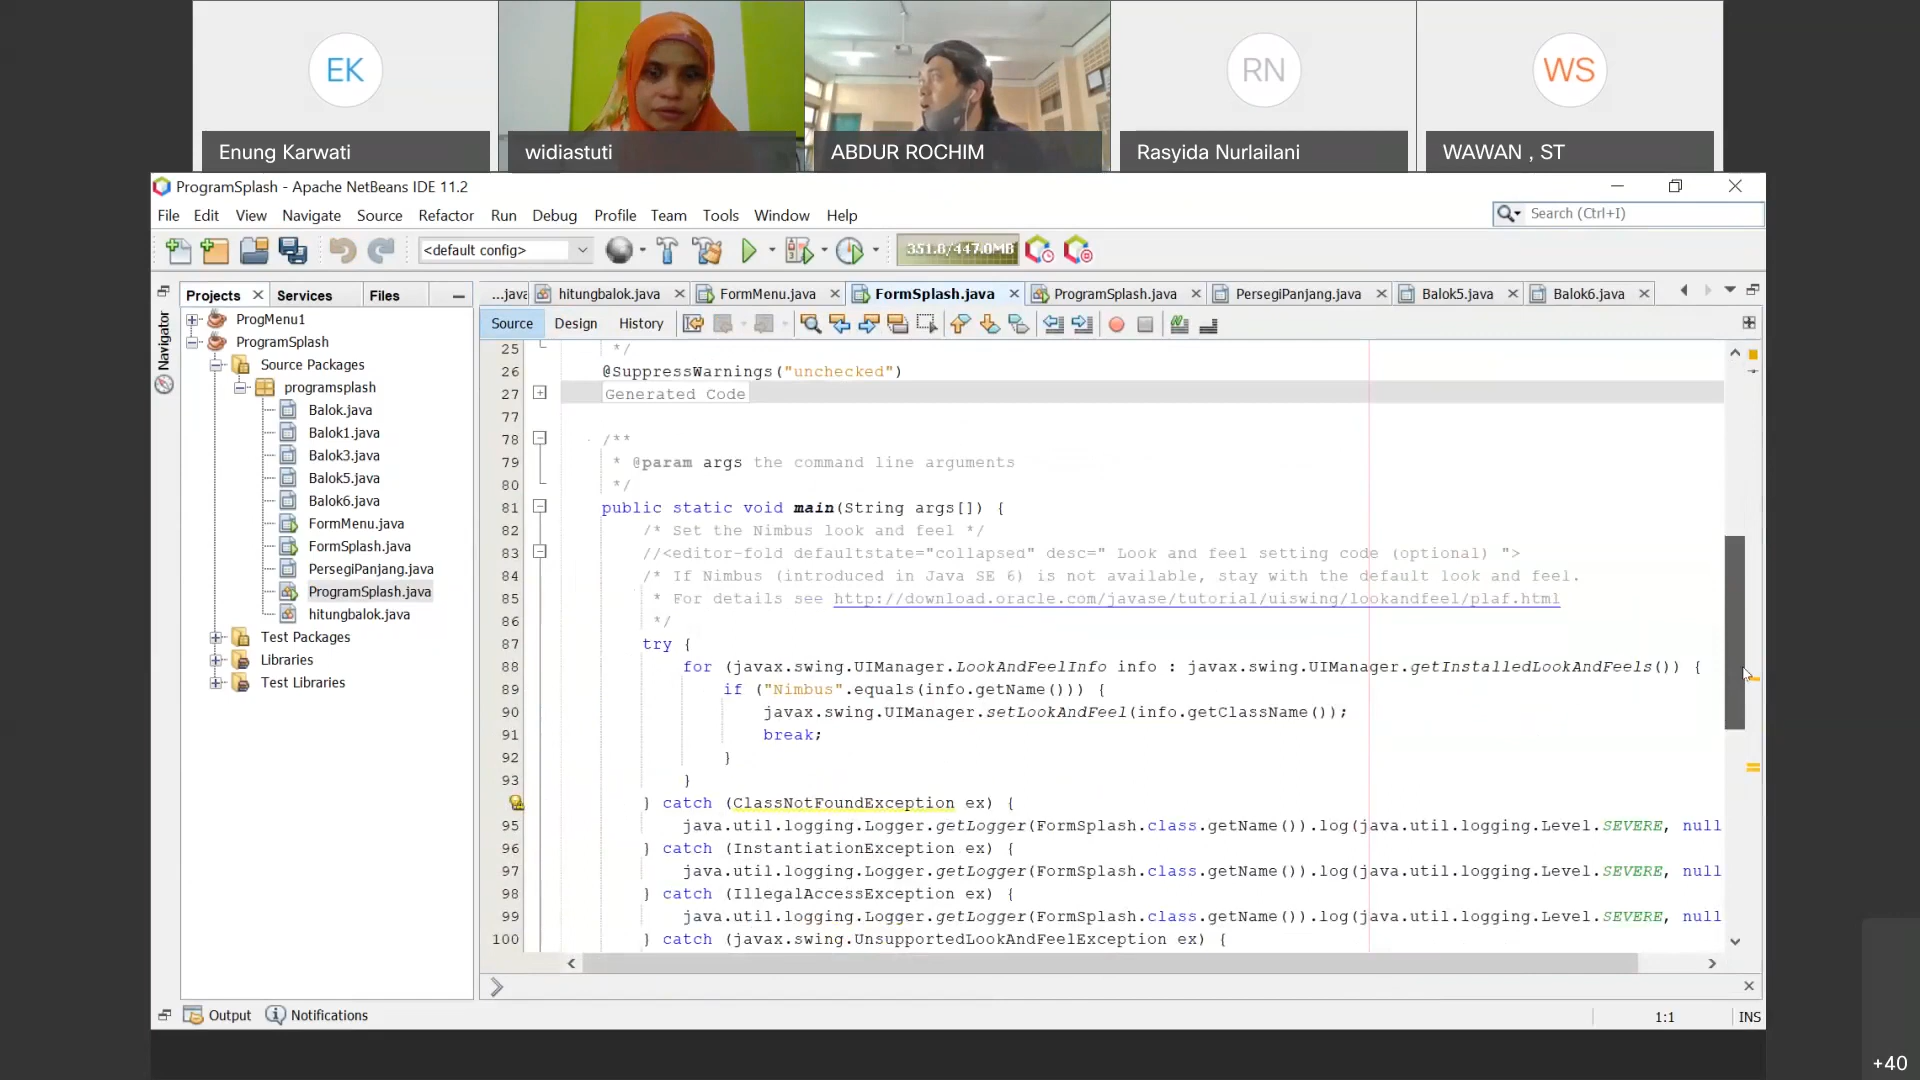 EK
RN
WS
Enung Karwati
widiastuti
ABDUR ROCHIM
Rasyida Nurlailani
WAWAN , ST
ProgramSplash - Apache NetBeans IDE 11.2
File Edit View Navigate Source Refactor Run Debug Profile Team Tools Window Help
Search (Ctrl+I)
<default config>
351.0/447.0MB
Projects
Services
Files
...java
hitungbalok.java
FormMenu.java
FormSplash.java
ProgramSplash.java
PersegiPanjang.java
Balok5.java
Balok6.java
Navigator
Source
Design
History
ProgMenu1
ProgramSplash
Source Packages
programsplash
Balok.java
Balok1.java
Balok3.java
Balok5.java
Balok6.java
FormMenu.java
FormSplash.java
PersegiPanjang.java
ProgramSplash.java
hitungbalok.java
Test Packages
Libraries
Test Libraries
25 */
26 @SuppressWarnings("unchecked")
27 Generated Code
77
78 /**
79 * @param args the command line arguments
80 */
81 public static void main(String args[]) {
82 /* Set the Nimbus look and feel */
83 //<editor-fold defaultstate="collapsed" desc=" Look and feel setting code (optional) ">
84 /* If Nimbus (introduced in Java SE 6) is not available, stay with the default look and feel.
85 * For details see http://download.oracle.com/javase/tutorial/uiswing/lookandfeel/plaf.html
86 */
87 try {
88 for (javax.swing.UIManager.LookAndFeelInfo info : javax.swing.UIManager.getInstalledLookAndFeels()) {
89 if ("Nimbus".equals(info.getName())) {
90 javax.swing.UIManager.setLookAndFeel(info.getClassName());
91 break;
92 }
93 }
} catch (ClassNotFoundException ex) {
95 java.util.logging.Logger.getLogger(FormSplash.class.getName()).log(java.util.logging.Level.SEVERE, null
96 } catch (InstantiationException ex) {
97 java.util.logging.Logger.getLogger(FormSplash.class.getName()).log(java.util.logging.Level.SEVERE, null
98 } catch (IllegalAccessException ex) {
99 java.util.logging.Logger.getLogger(FormSplash.class.getName()).log(java.util.logging.Level.SEVERE, null
100 } catch (javax.swing.UnsupportedLookAndFeelException ex) {
Output
Notifications
1:1
INS
+40